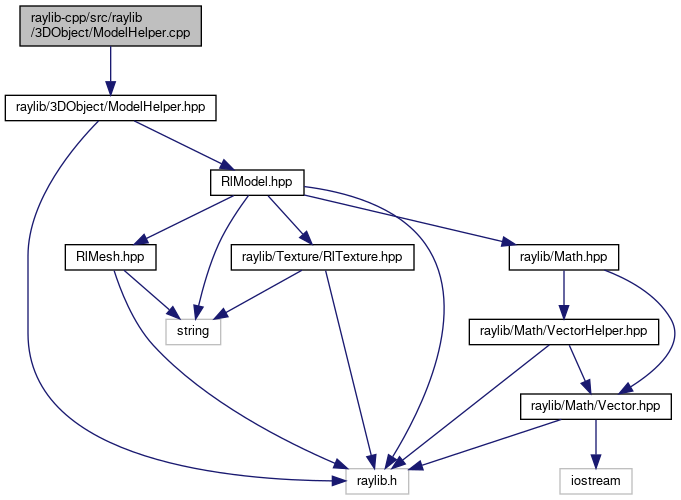 raylib-cpp/src/raylib
/3DObject/ModelHelper.cpp
raylib/3DObject/ModelHelper.hpp
RlModel.hpp
RlMesh.hpp
raylib/Texture/RlTexture.hpp
raylib/Math.hpp
string
raylib/Math/VectorHelper.hpp
raylib/Math/Vector.hpp
raylib.h
iostream